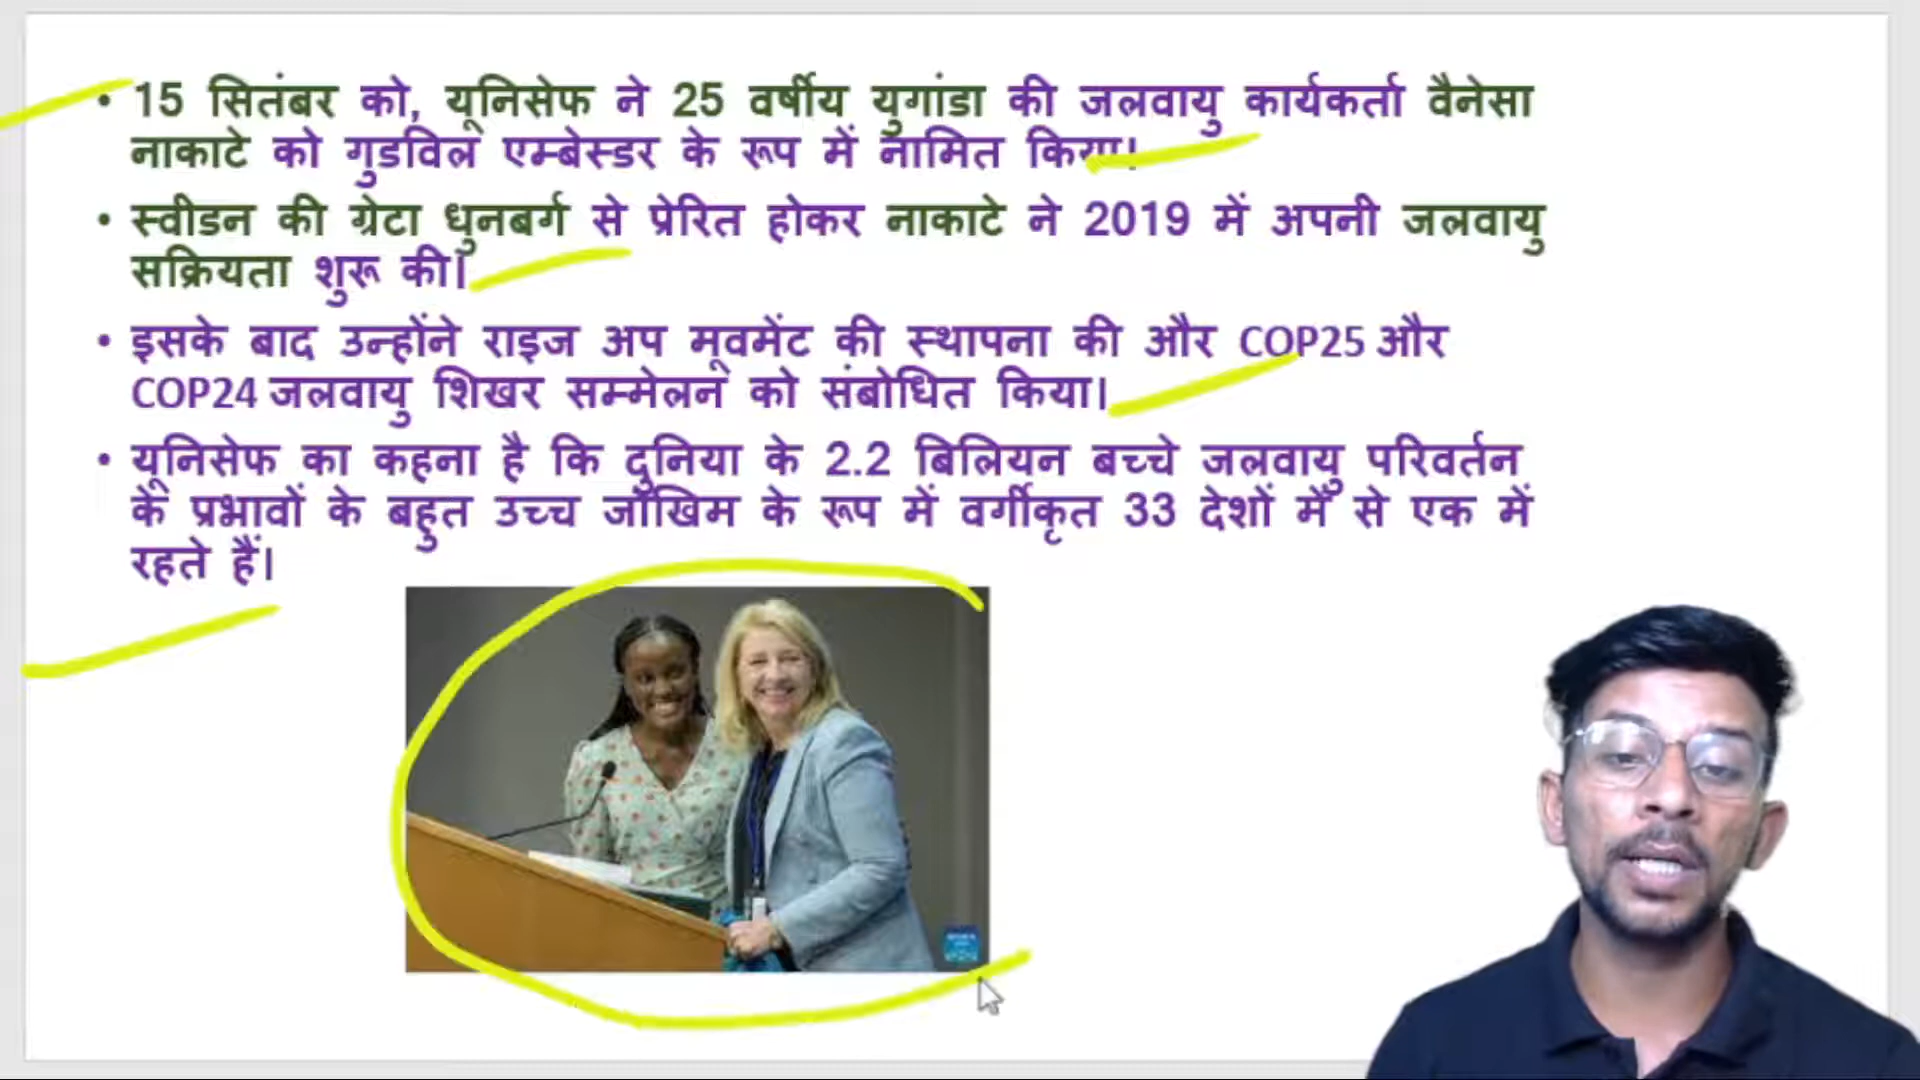 • 15 सितंबर को, यूनिसेफ ने 25 वर्षीय युगांडा की जलवायु कार्यकर्ता वैनेसा
नाकाटे को गुडविल एम्बेस्डर के रूप में नामित किया।
• स्वीडन की ग्रेटा थुनबर्ग से प्रेरित होकर नाकाटे ने 2019 में अपनी जलवायु
सक्रियता शुरू की।
• इसके बाद उन्होंने राइज अप मूवमेंट की स्थापना की और COP25 और
COP24 जलवायु शिखर सम्मेलन को संबोधित किया।
• यूनिसेफ का कहना है कि दुनिया के 2.2 बिलियन बच्चे जलवायु परिवर्तन
के प्रभावों के बहुत उच्च जोखिम के रूप में वर्गीकृत 33 देशों में से एक में
रहते हैं।